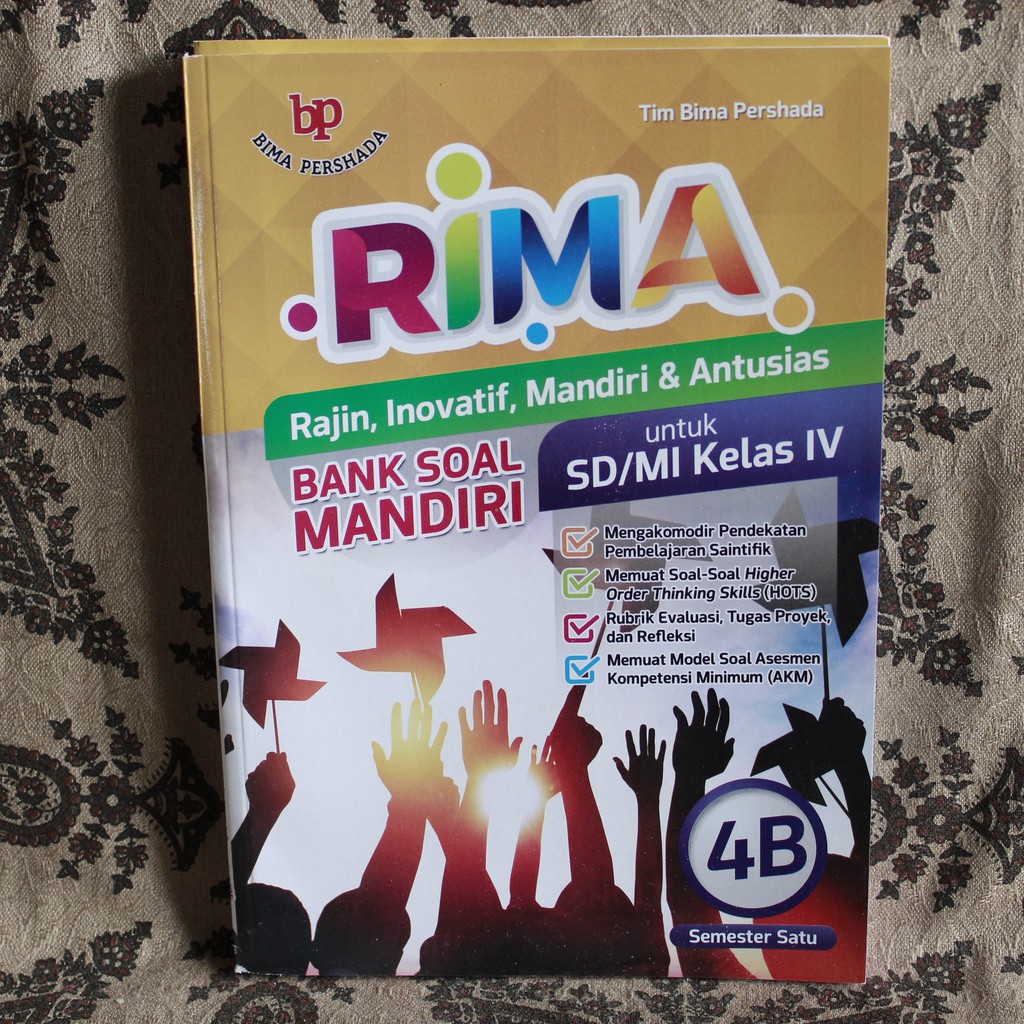 bp
BIMA PERSHADA
Tim Bima Pershada
RIMA
Rajin, Inovatif, Mandiri & Antusias
BANK SOAL
MANDIRI
untuk
SD/MI Kelas IV
Mengakomodir Pendekatan
Pembelajaran Saintifik
Memuat Soal-Soal Higher
Order Thinking Skills (HOTS)
Rubrik Evaluasi, Tugas Proyek,
dan Refleksi
Memuat Model Soal Asesmen
Kompetensi Minimum (AKM)
4B
Semester Satu